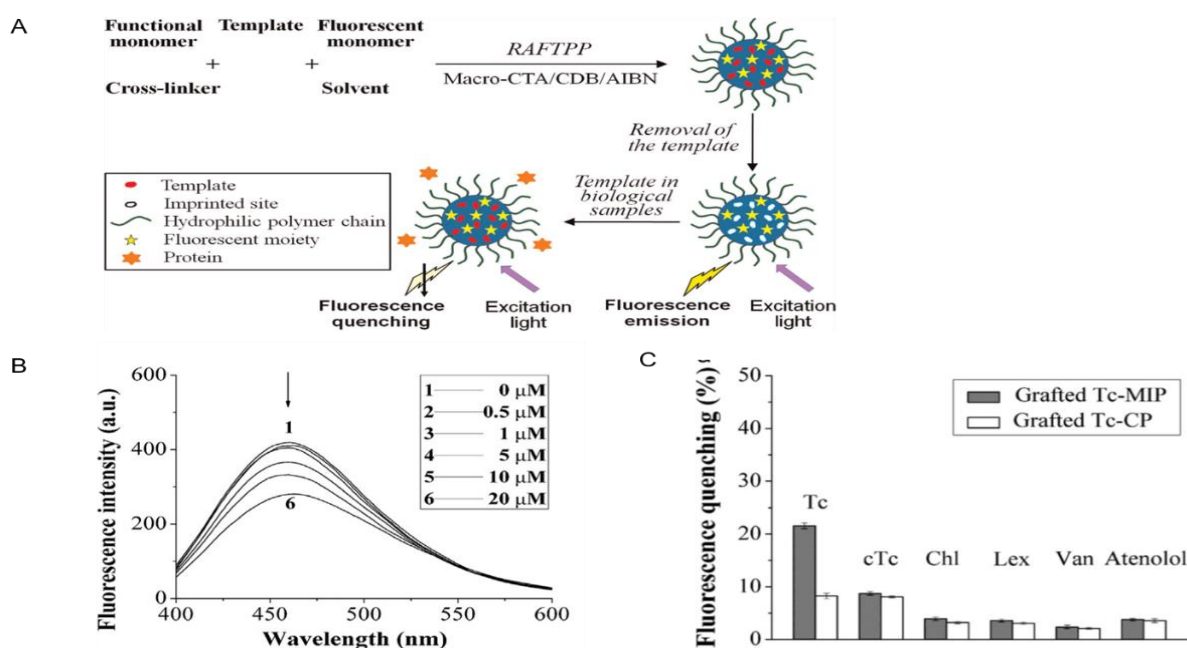 A
Functional Template Fluorescent
monomer monomer
+ +
Cross-linker Solvent
RAFTPP
Macro-CTA/CDB/AIBN
Removal of
the template
Template in
biological
samples
Template
Imprinted site
Hydrophilic polymer chain
Fluorescent moiety
Protein
Fluorescence
quenching
Excitation
light
Fluorescence
emission
Excitation
light
B
Fluorescence intensity (a.u.)
600
400
200
0
1
6
1 0 μM
2 0.5 μM
3 1 μM
4 5 μM
5 10 μM
6 20 μM
400 450 500 550 600
Wavelength (nm)
C
Fluorescence quenching (%)
50
40
30
20
10
0
Grafted Tc-MIP
Grafted Tc-CP
Tc
cTc Chl Lex Van Atenolol